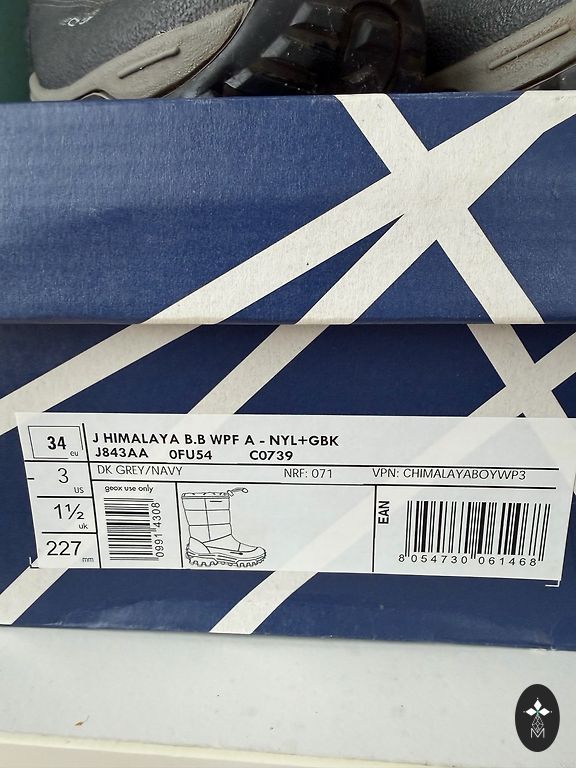 34 eu
J HIMALAYA B.B WPF A - NYL+GBK
J843AA 0FU54 C0739
3 US
DK GREY/NAVY NRF: 071 VPN: CHIMALAYABOYWP3
geox use only
1½ uk
0991 4308
EAN
227 mm
8 054730 061468
M